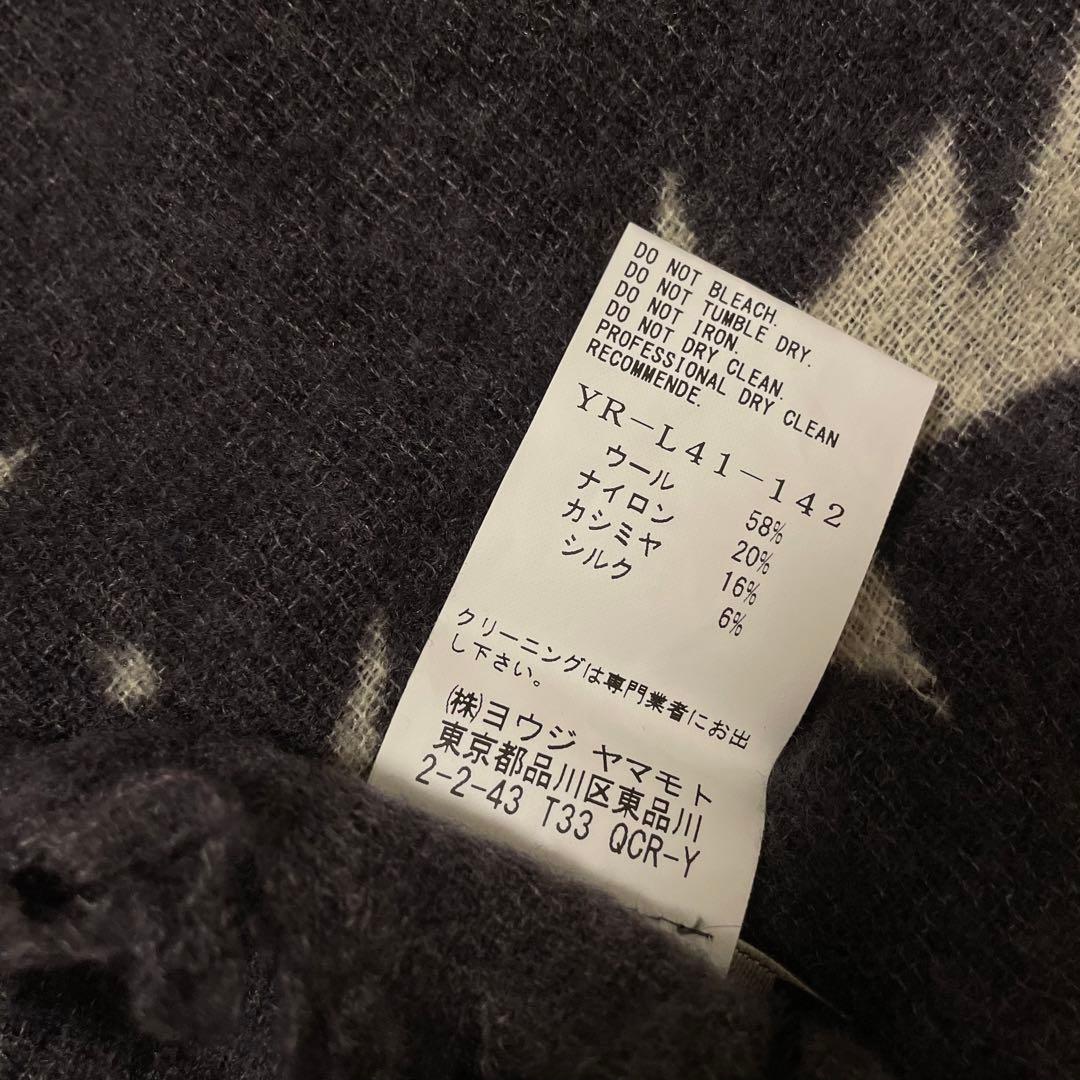 DO NOT BLEACH.
DO NOT TUMBLE DRY.
DO NOT IRON.
DO NOT DRY CLEAN.
PROFESSIONAL DRY CLEAN
RECOMMENDE.
YR-L41-142
ウール 58%
ナイロン 20%
カシミヤ 16%
シルク 6%
クリーニングは専門業者にお出
し下さい。
(株)ヨウジ ヤマモト
東京都品川区東品川
2-2-43 T33 QCR-Y